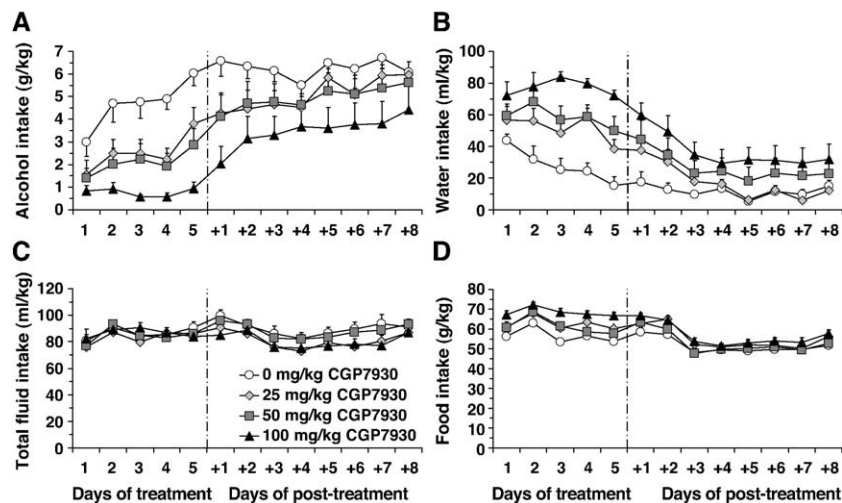 A
B
Alcohol intake (g/kg)
7
6
5
4
3
2
1
0
1 2 3 4 5 +1 +2 +3 +4 +5 +6 +7 +8
Water intake (ml/kg)
100
80
60
40
20
0
1 2 3 4 5 +1 +2 +3 +4 +5 +6 +7 +8
C
D
Total fluid intake (ml/kg)
120
100
80
60
40
20
0
0 mg/kg CGP7930
25 mg/kg CGP7930
50 mg/kg CGP7930
100 mg/kg CGP7930
1 2 3 4 5 +1 +2 +3 +4 +5 +6 +7 +8
Days of treatment Days of post-treatment
Food intake (g/kg)
80
70
60
50
40
30
20
10
0
1 2 3 4 5 +1 +2 +3 +4 +5 +6 +7 +8
Days of treatment Days of post-treatment